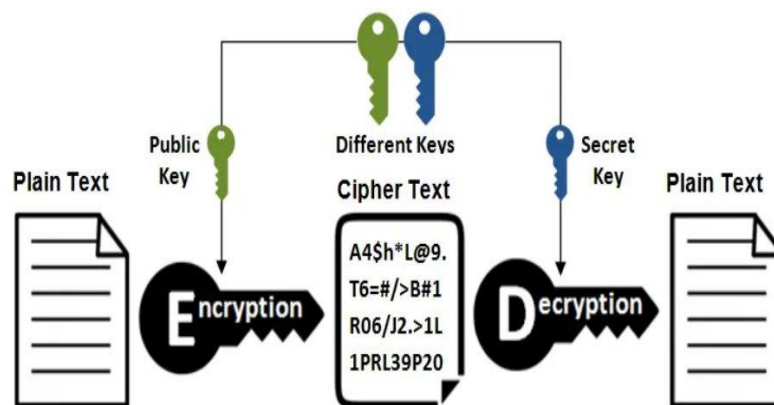 Public
Key
Different Keys
Secret
Key
Plain Text
Cipher Text
Plain Text
Encryption
A4$h*L@9.
T6=#/>B#1
R06/J2.>1L
1PRL39P20
Decryption